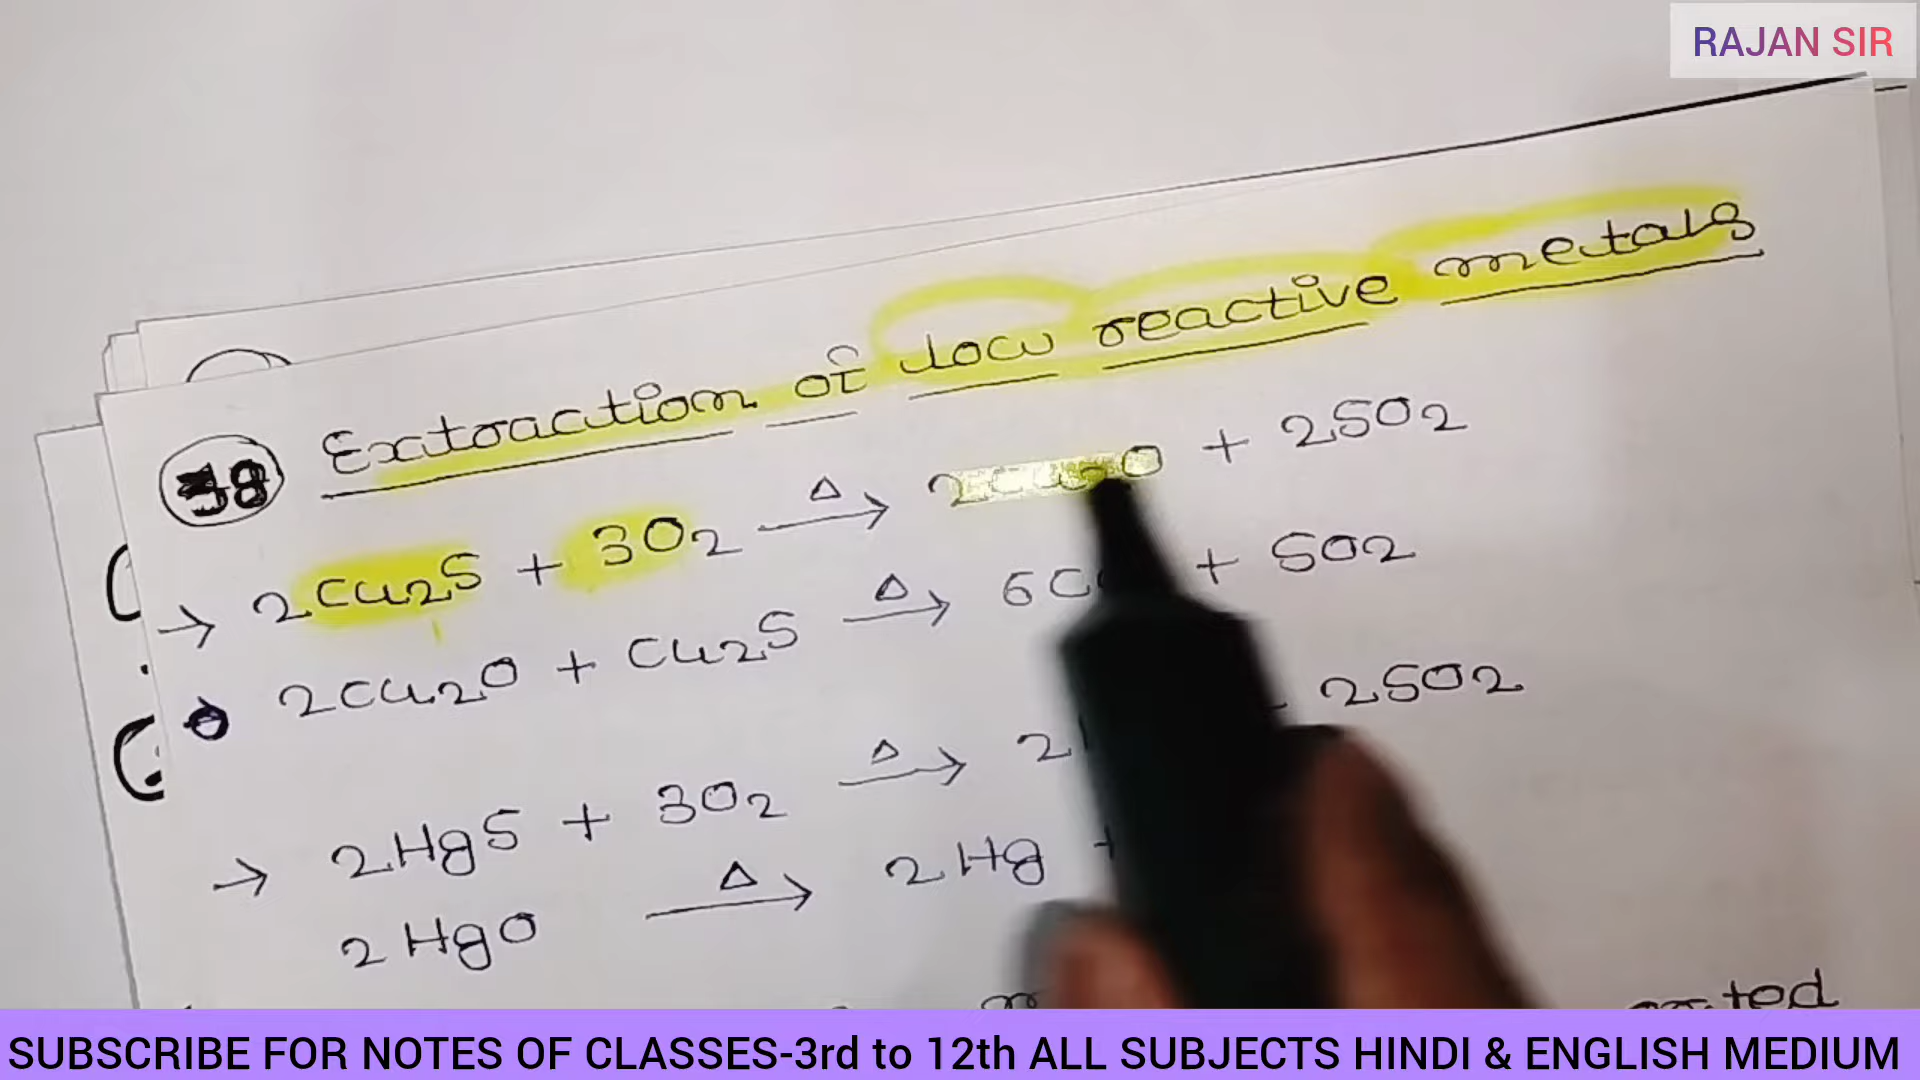 RAJAN SIR
38 Extraction of low reactive metals
→ 2Cu2S + 3O2 Δ→ 2Cu2O + 2SO2
2Cu2O + Cu2S Δ→ 6C + SO2
→ 2HgS + 3O2 Δ→ 2 2SO2
2HgO Δ→ 2Hg +
SUBSCRIBE FOR NOTES OF CLASSES-3rd to 12th ALL SUBJECTS HINDI & ENGLISH MEDIUM